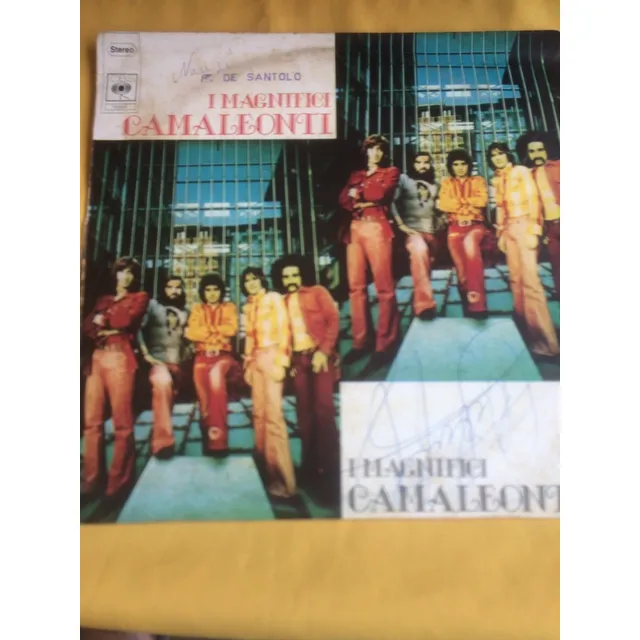 Stereo
DE SANTOLO
I MAGNIFICI
CAMALEONTI
I MAGNIFICI
CAMALEONTI